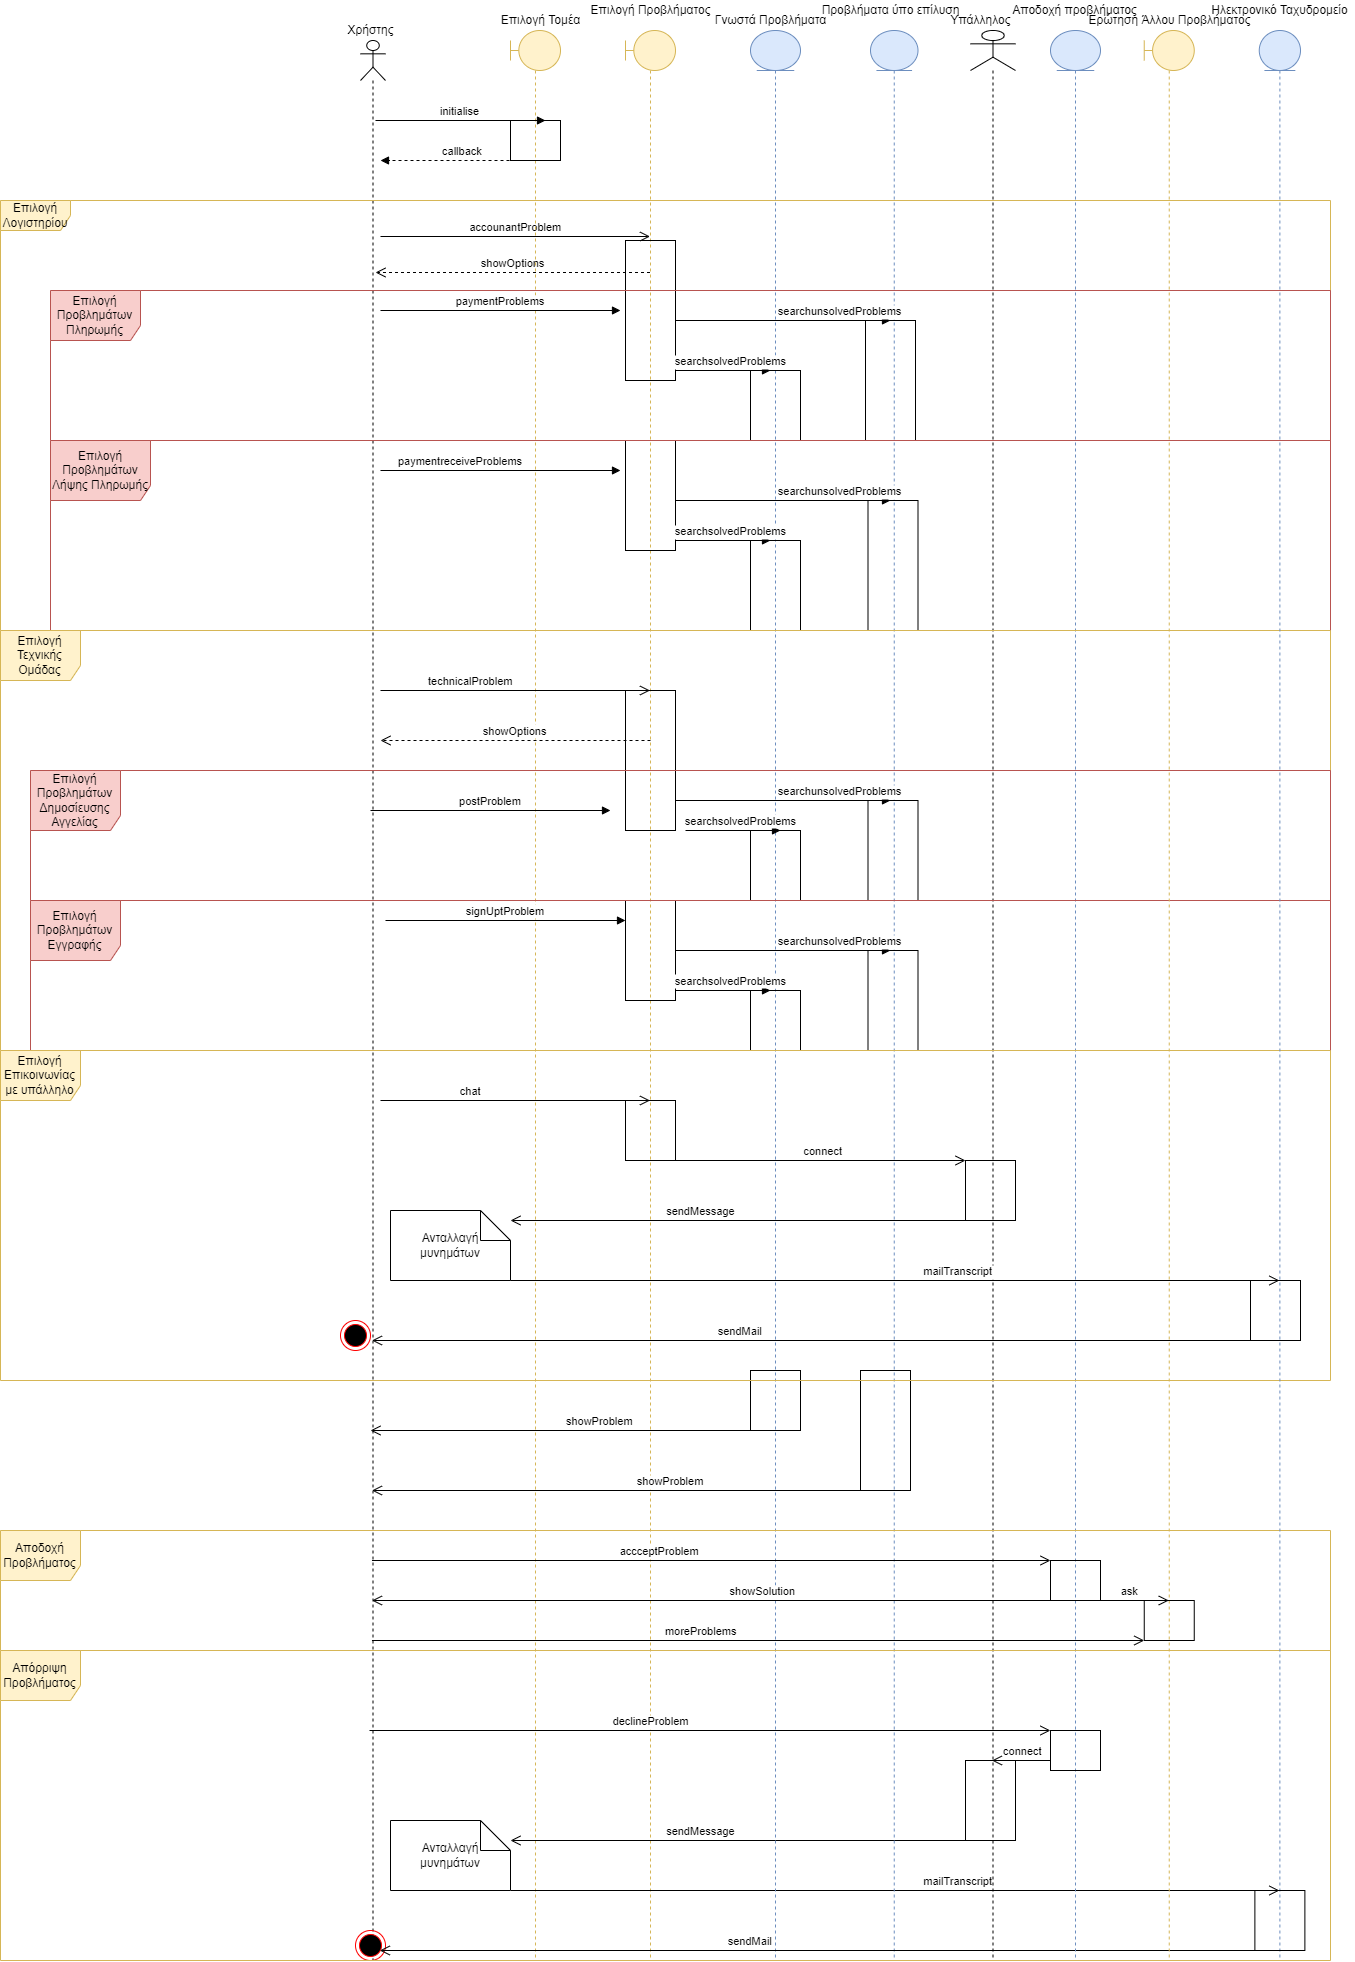 Χρήστης
Επιλογή Τομέα
Επιλογή Προβλήματος
Γνωστά Προβλήματα
Προβλήματα ύπο επίλυση
Υπάλληλος
Αποδοχή προβλήματος
Ερώτηση Άλλου Προβλήματος
Ηλεκτρονικό Ταχυδρομείο
initialise
callback
Επιλογή
Λογιστηρίου
accounantProblem
showOptions
Επιλογή
Προβλημάτων
Πληρωμής
paymentProblems
searchunsolvedProblems
searchsolvedProblems
Επιλογή
Προβλημάτων
Λήψης Πληρωμής
paymentreceiveProblems
searchunsolvedProblems
searchsolvedProblems
Επιλογή
Τεχνικής
Ομάδας
technicalProblem
showOptions
Επιλογή
Προβλημάτων
Δημοσίευσης
Αγγελίας
postProblem
searchunsolvedProblems
searchsolvedProblems
Επιλογή
Προβλημάτων
Εγγραφής
signUptProblem
searchunsolvedProblems
searchsolvedProblems
Επιλογή
Επικοινωνίας
με υπάλληλο
chat
connect
sendMessage
Ανταλλαγή
μυνημάτων
mailTranscript
sendMail
showProblem
showProblem
Αποδοχή
Προβλήματος
accceptProblem
showSolution
ask
moreProblems
Απόρριψη
Προβλήματος
declineProblem
connect
sendMessage
Ανταλλαγή
μυνημάτων
mailTranscript
sendMail